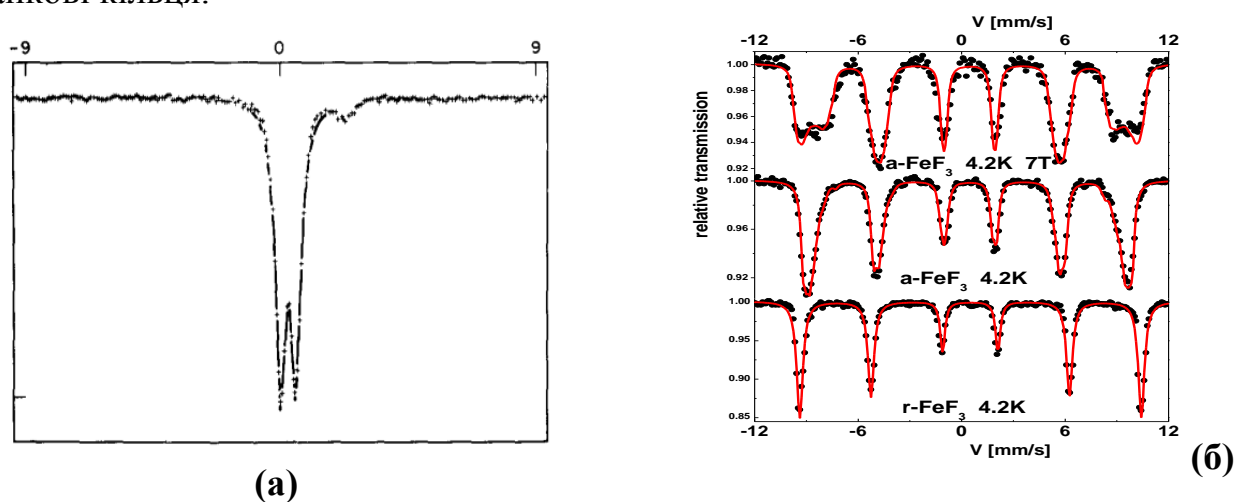 кільця.
-9 0 9
(а)
V [mm/s]
-12 -6 0 6 12
1.00
0.98
0.96
0.94
0.92
a-FeF₃ 4.2K 7T
1.00
0.96
0.92
a-FeF₃ 4.2K
1.00
0.95
0.90
0.85
r-FeF₃ 4.2K
relative transmission
-12 -6 0 6 12
V [mm/s]
(б)